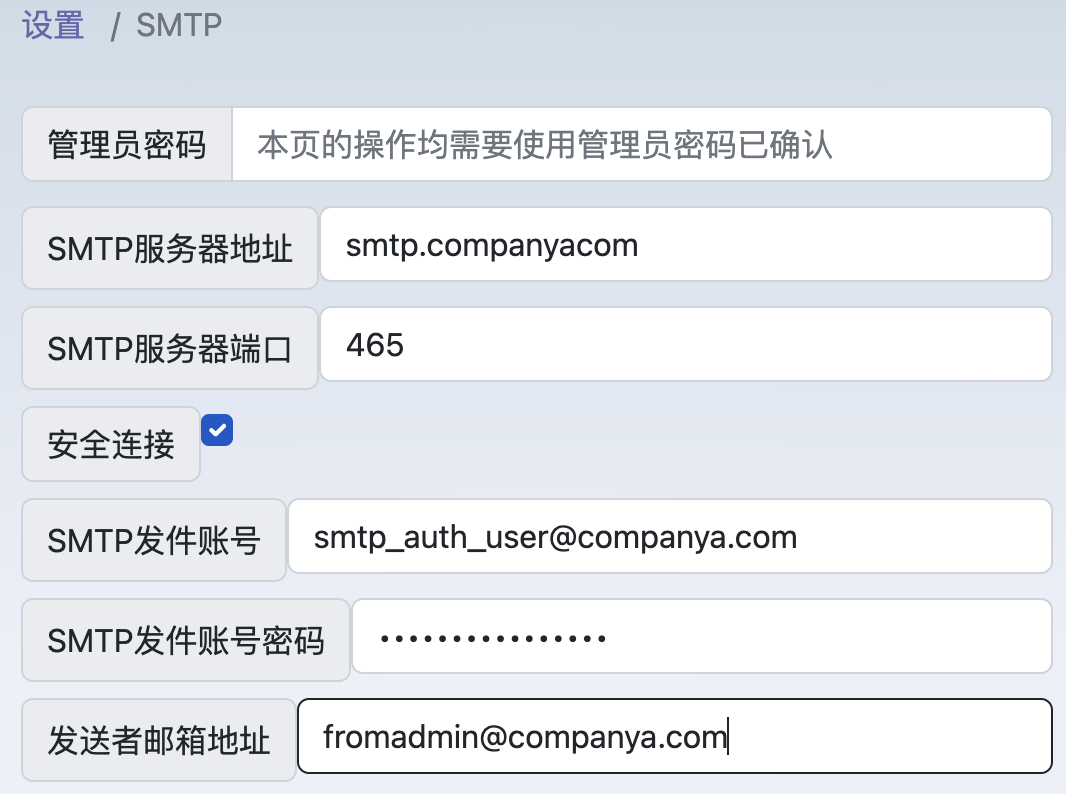 设置 / SMTP
管理员密码 本页的操作均需要使用管理员密码已确认
SMTP服务器地址 smtp.companyacom
SMTP服务器端口 465
安全连接
SMTP发件账号 smtp_auth_user@companya.com
SMTP发件账号密码 ••••••••••••••••
发送者邮箱地址 fromadmin@companya.com